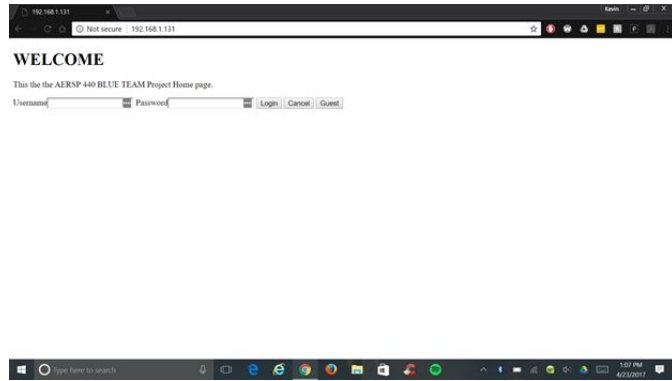 192.168.1.131
Kevin
Not secure | 192.168.1.131
WELCOME
This the the AERSP 440 BLUE TEAM Project Home page.
Username Password Login Cancel Guest
Type here to search
1:07 PM
4/23/2017